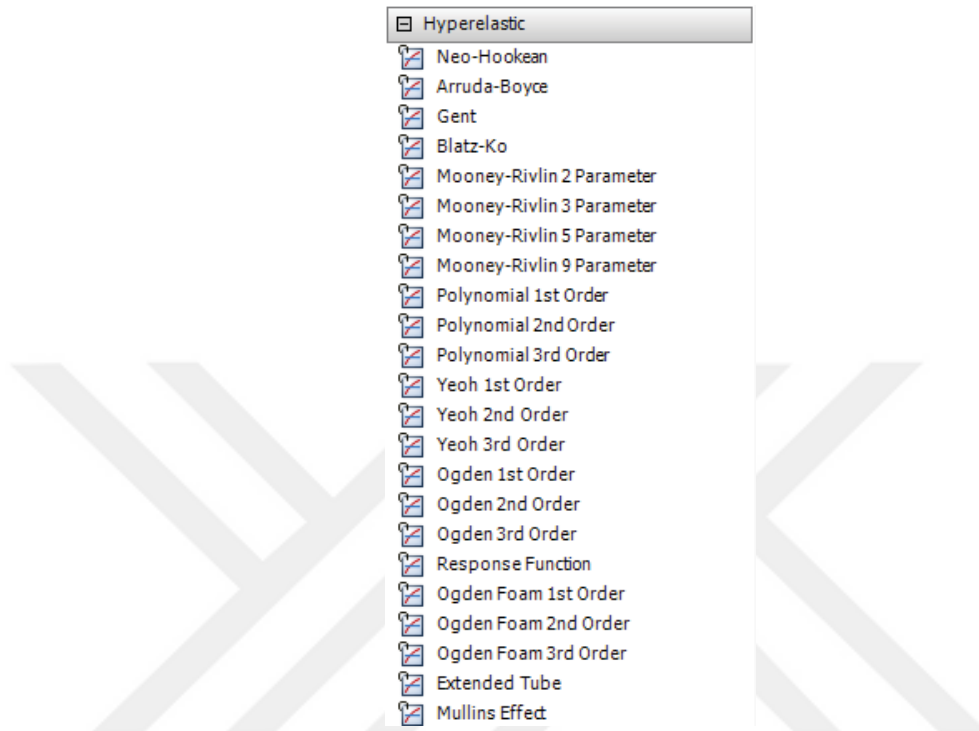 Hyperelastic
Neo-Hookean
Arruda-Boyce
Gent
Blatz-Ko
Mooney-Rivlin 2 Parameter
Mooney-Rivlin 3 Parameter
Mooney-Rivlin 5 Parameter
Mooney-Rivlin 9 Parameter
Polynomial 1st Order
Polynomial 2nd Order
Polynomial 3rd Order
Yeoh 1st Order
Yeoh 2nd Order
Yeoh 3rd Order
Ogden 1st Order
Ogden 2nd Order
Ogden 3rd Order
Response Function
Ogden Foam 1st Order
Ogden Foam 2nd Order
Ogden Foam 3rd Order
Extended Tube
Mullins Effect